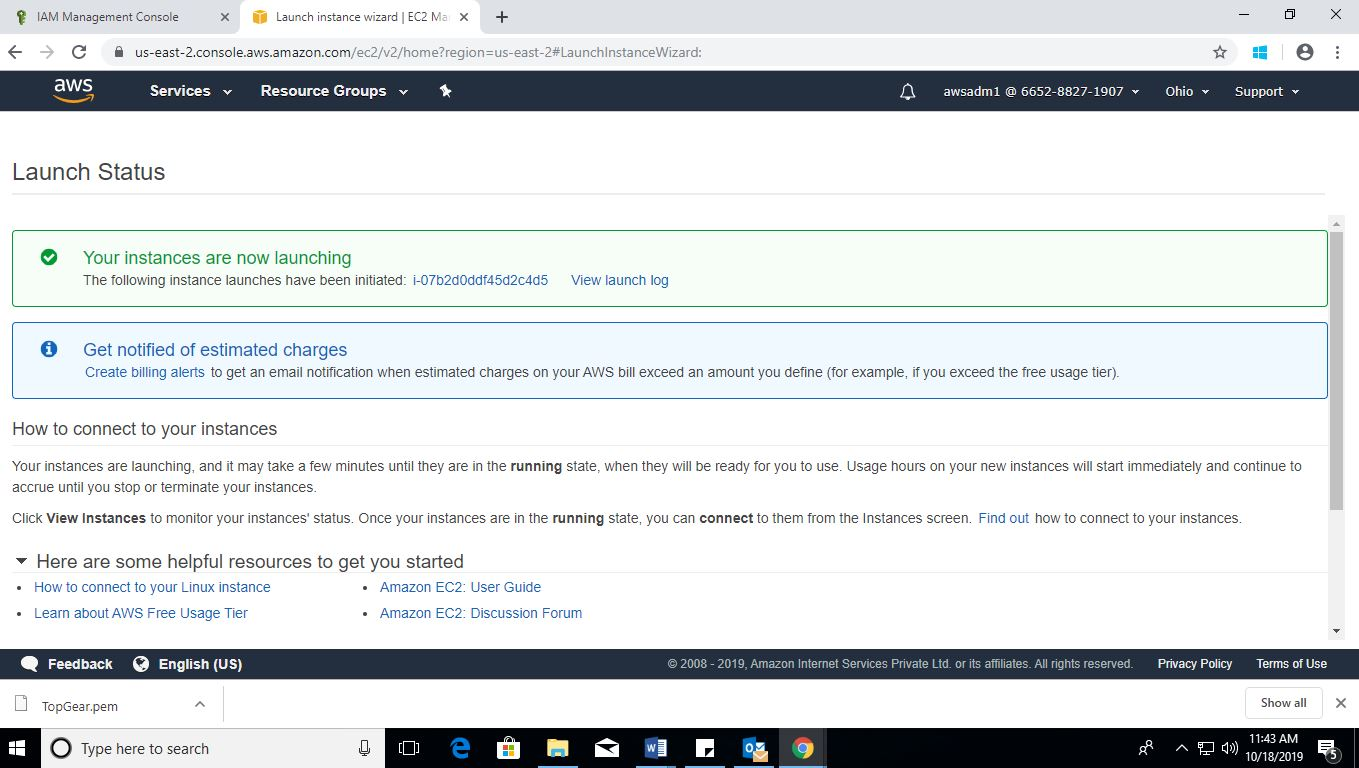 IAM Management Console
Launch instance wizard | EC2 Ma
us-east-2.console.aws.amazon.com/ec2/v2/home?region=us-east-2#LaunchInstanceWizard:
aws Services Resource Groups awsadm1 @ 6652-8827-1907 Ohio Support
Launch Status
Your instances are now launching
The following instance launches have been initiated: i-07b2d0ddf45d2c4d5 View launch log
Get notified of estimated charges
Create billing alerts to get an email notification when estimated charges on your AWS bill exceed an amount you define (for example, if you exceed the free usage tier).
How to connect to your instances
Your instances are launching, and it may take a few minutes until they are in the running state, when they will be ready for you to use. Usage hours on your new instances will start immediately and continue to
accrue until you stop or terminate your instances.
Click View Instances to monitor your instances' status. Once your instances are in the running state, you can connect to them from the Instances screen. Find out how to connect to your instances.
Here are some helpful resources to get you started
• How to connect to your Linux instance • Amazon EC2: User Guide
• Learn about AWS Free Usage Tier • Amazon EC2: Discussion Forum
Feedback English (US) © 2008 - 2019, Amazon Internet Services Private Ltd. or its affiliates. All rights reserved. Privacy Policy Terms of Use
TopGear.pem Show all
Type here to search
11:43 AM
10/18/2019
5